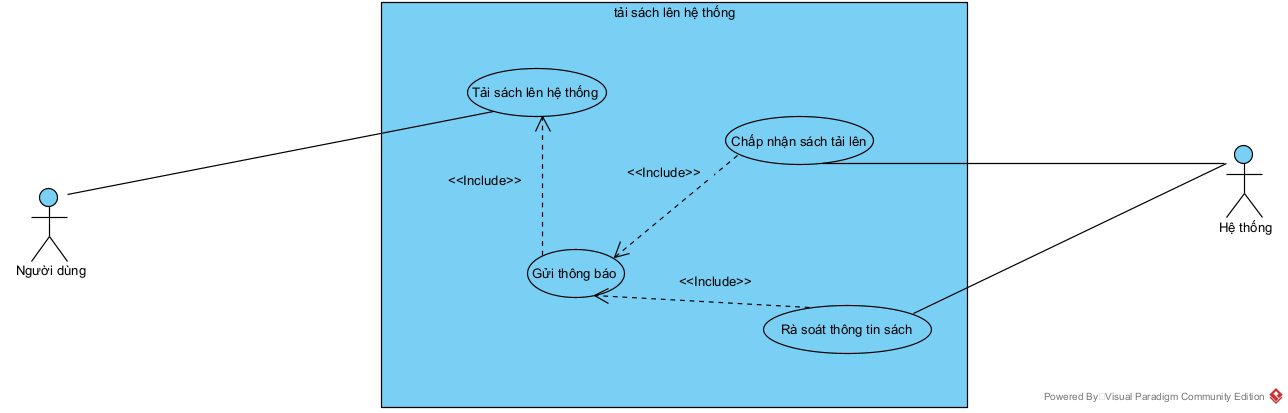 tải sách lên hệ thống
Tải sách lên hệ thống
Chấp nhận sách tải lên
<<Include>>
<<Include>>
Người dùng
Hệ thống
Gửi thông báo
<<Include>>
Rà soát thông tin sách
Powered By Visual Paradigm Community Edition